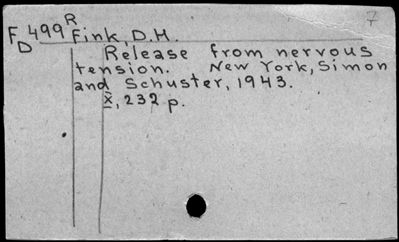 7
R
F 499 Fink, D.H.
D
Release from nervous
tension. New York, Simon
and Schuster, 1943.
x, 232 p.